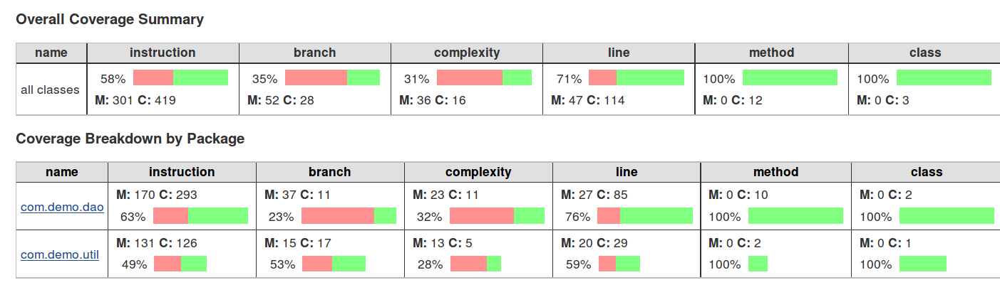 Overall Coverage Summary
name instruction branch complexity line method class
all classes 58% 35% 31% 71% 100% 100%
M: 301 C: 419 M: 52 C: 28 M: 36 C: 16 M: 47 C: 114 M: 0 C: 12 M: 0 C: 3
Coverage Breakdown by Package
name instruction branch complexity line method class
com.demo.dao M: 170 C: 293 M: 37 C: 11 M: 23 C: 11 M: 27 C: 85 M: 0 C: 10 M: 0 C: 2
63% 23% 32% 76% 100% 100%
com.demo.util M: 131 C: 126 M: 15 C: 17 M: 13 C: 5 M: 20 C: 29 M: 0 C: 2 M: 0 C: 1
49% 53% 28% 59% 100% 100%